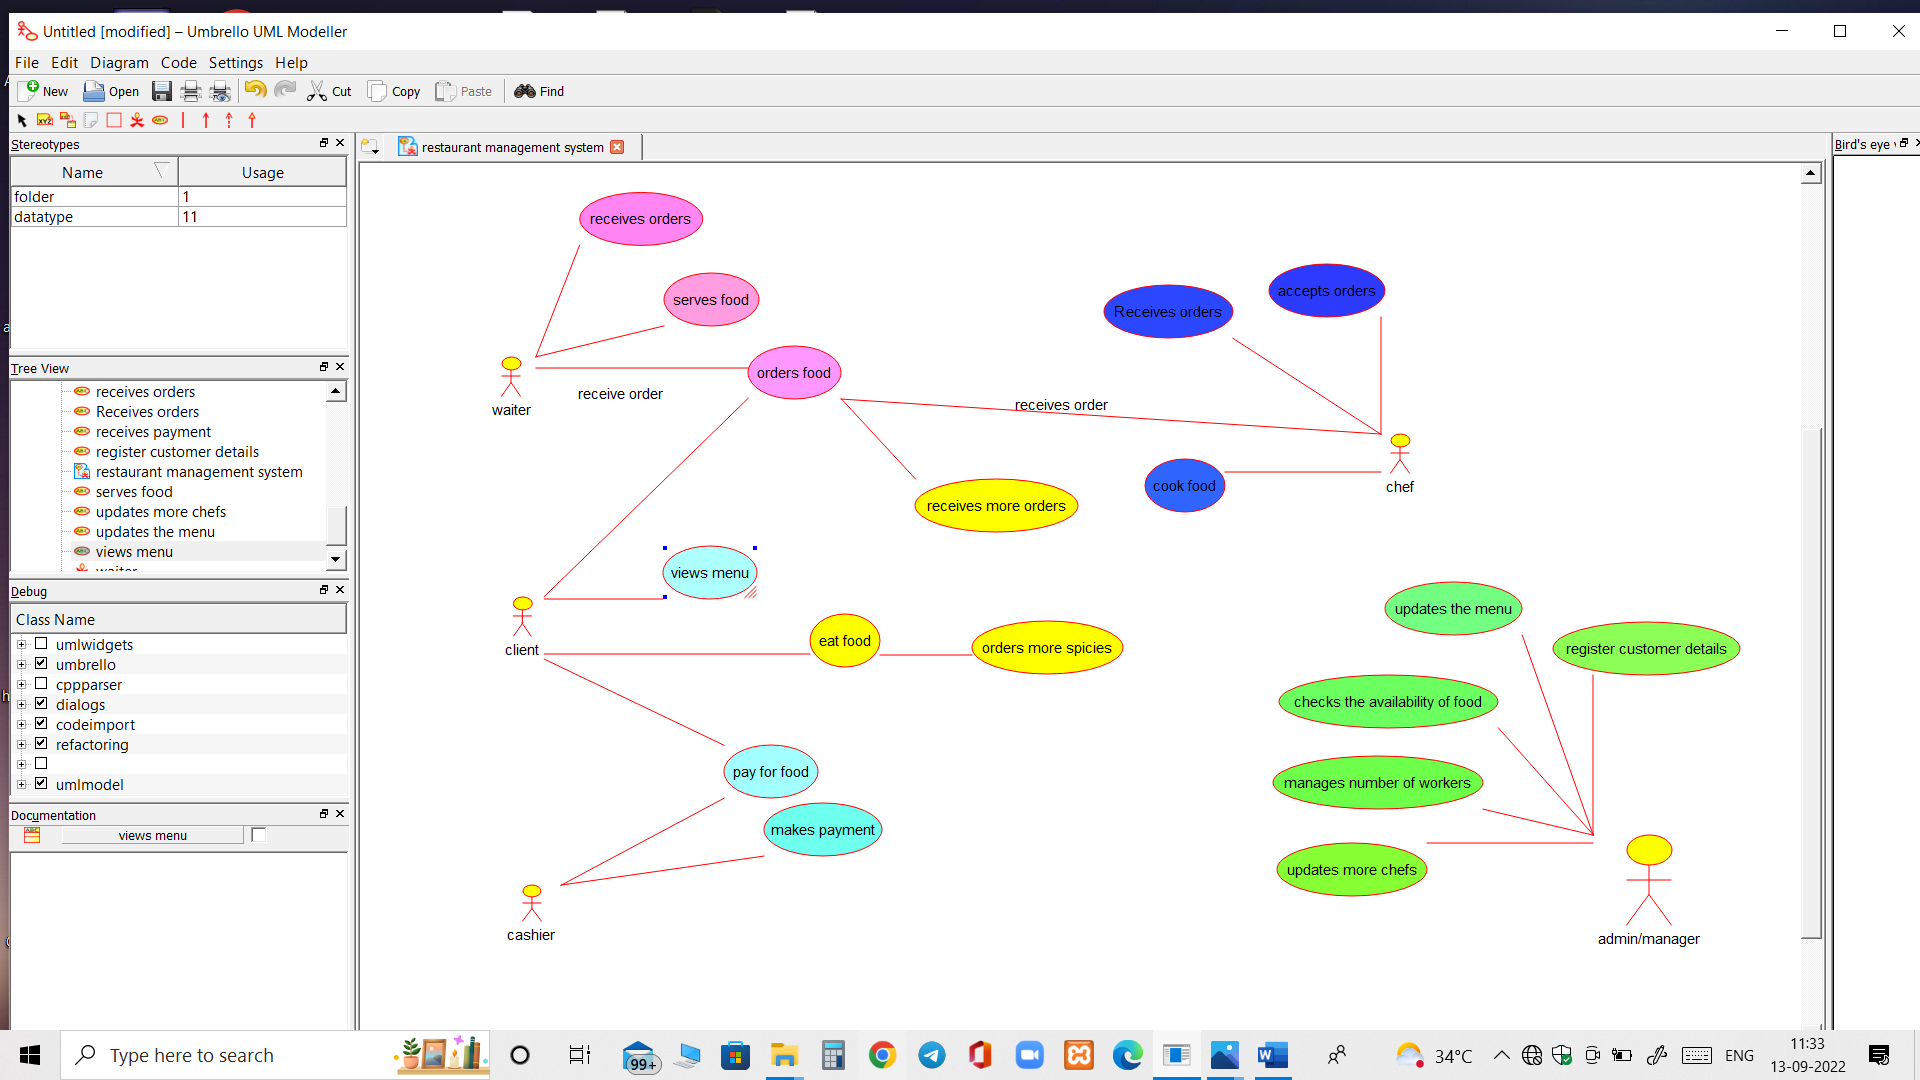 Untitled [modified] – Umbrello UML Modeller
File Edit Diagram Code Settings Help
New Open Cut Copy Paste Find
Stereotypes
Name Usage
folder 1
datatype 11
Tree View
receives orders
Receives orders
receives payment
register customer details
restaurant management system
serves food
updates more chefs
updates the menu
views menu
waiter
Debug
Class Name
umlwidgets
umbrello
cppparser
dialogs
codeimport
refactoring
umlmodel
Documentation
views menu
restaurant management system
Bird's eye
receives orders
serves food
orders food
waiter
receive order
receives order
Receives orders
accepts orders
cook food
chef
receives more orders
views menu
client
eat food
orders more spicies
pay for food
makes payment
cashier
updates the menu
register customer details
checks the availability of food
manages number of workers
updates more chefs
admin/manager
Type here to search
99+
34°C
ENG
11:33
13-09-2022